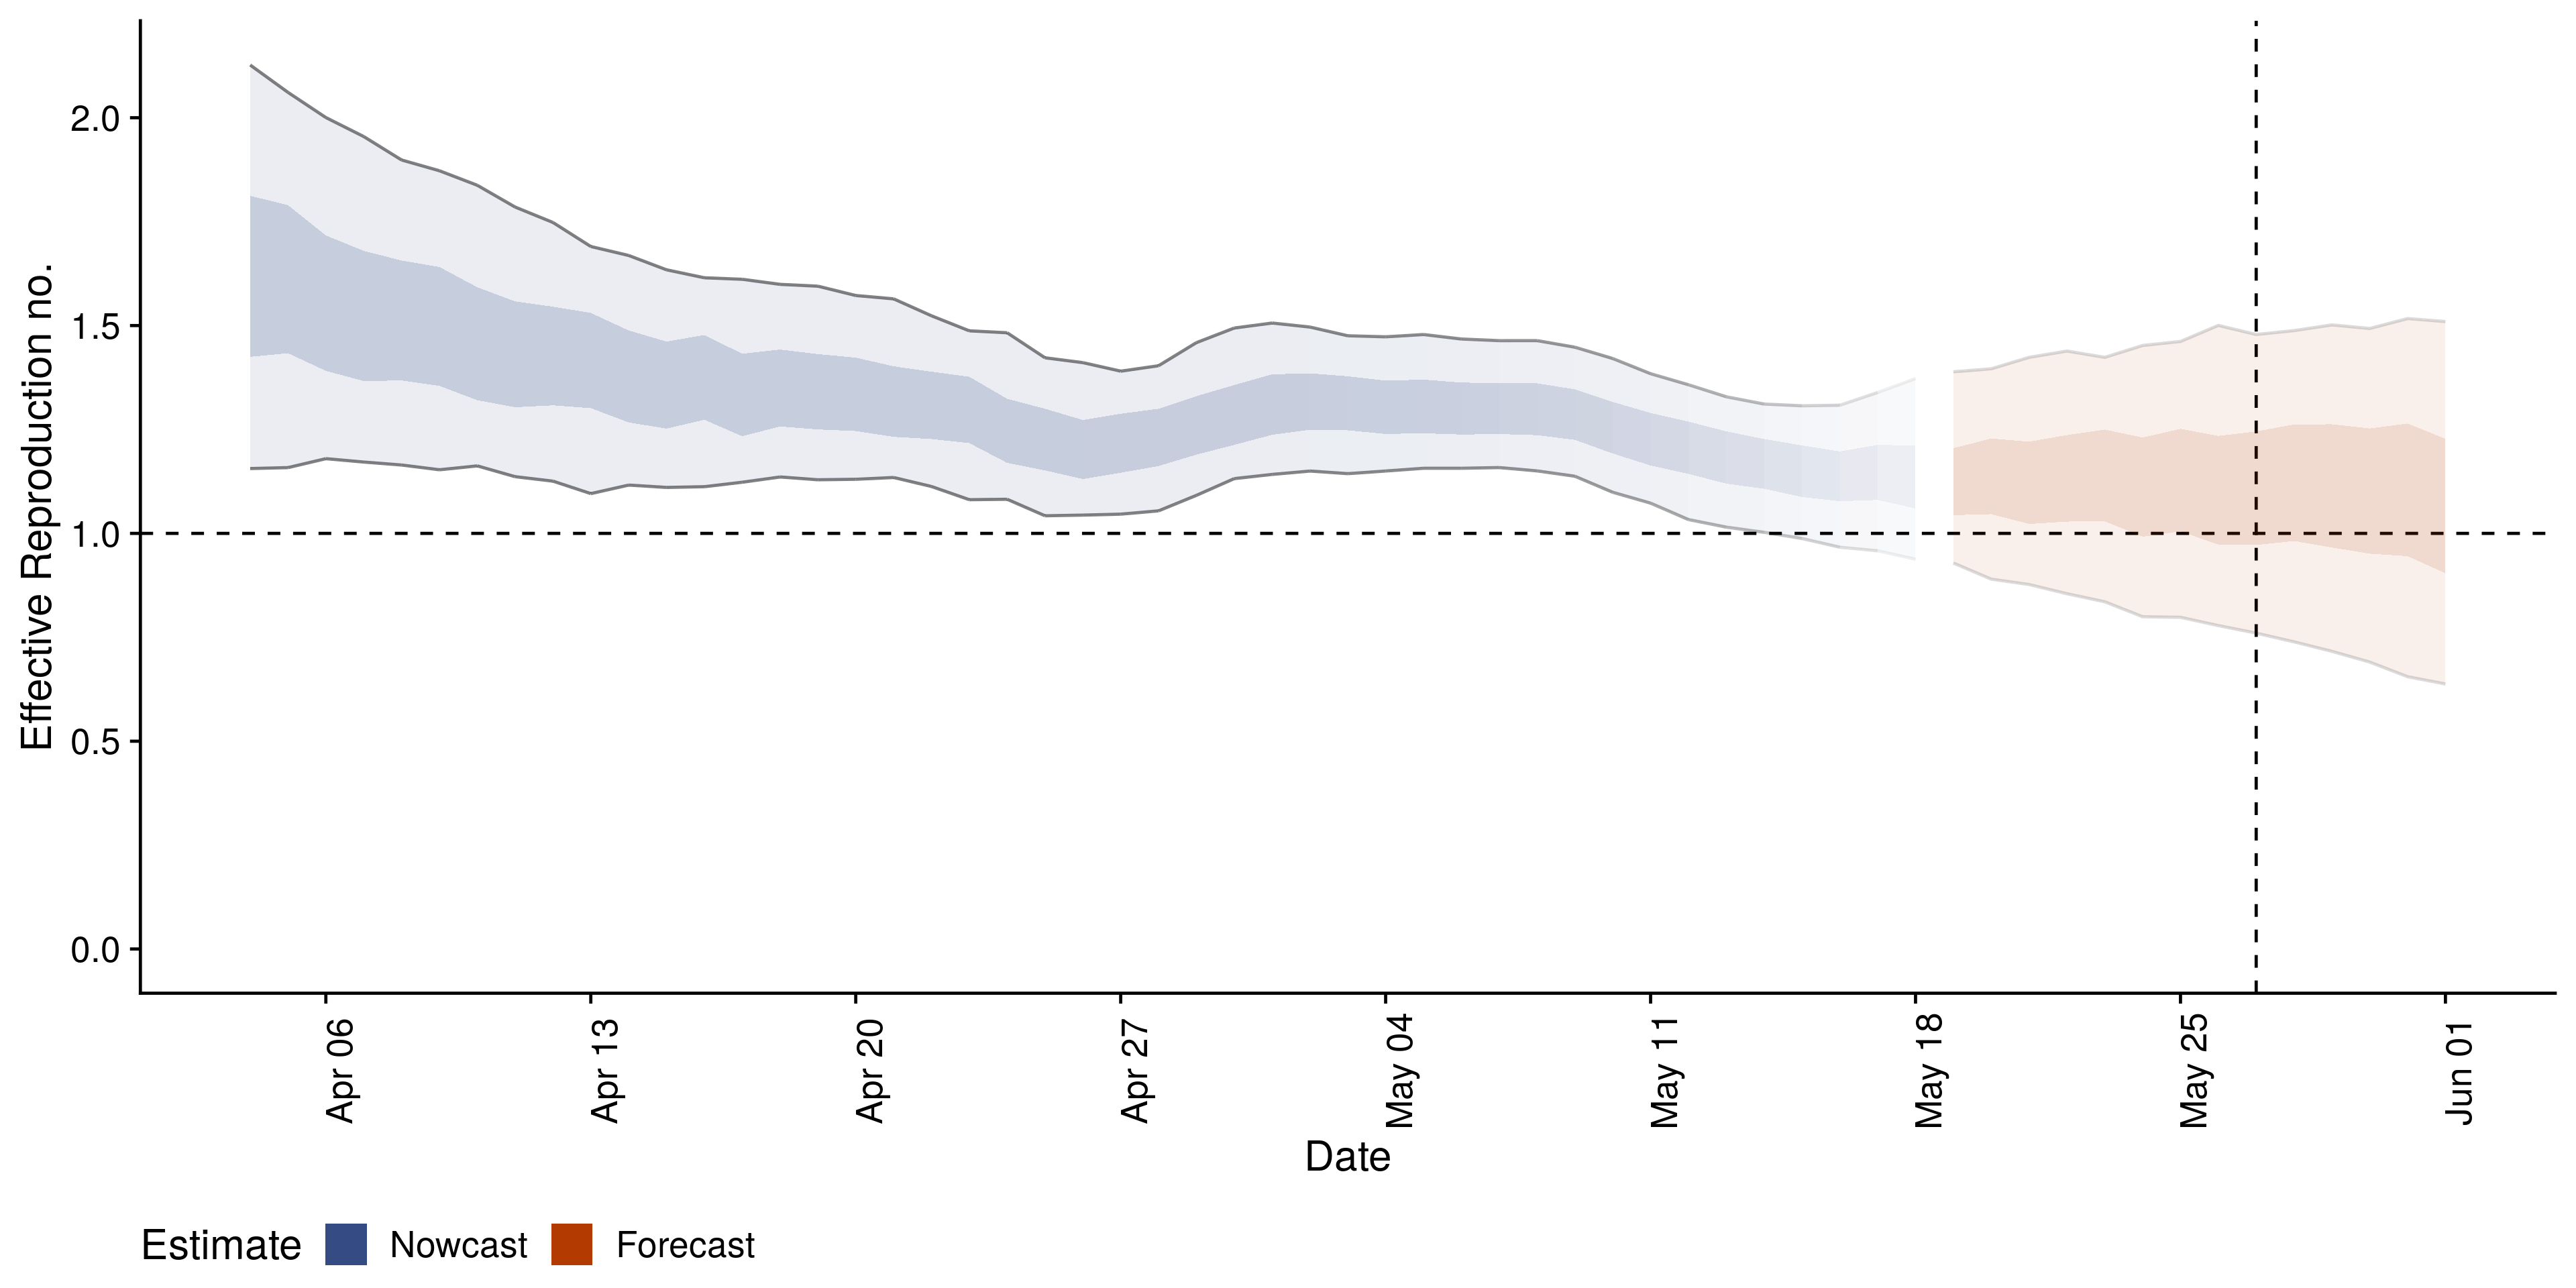 Effective Reproduction no.
2.0
1.5
1.0
0.5
0.0
Apr 06
Apr 13
Apr 20
Apr 27
May 04
May 11
May 18
May 25
Jun 01
Date
Estimate Nowcast Forecast